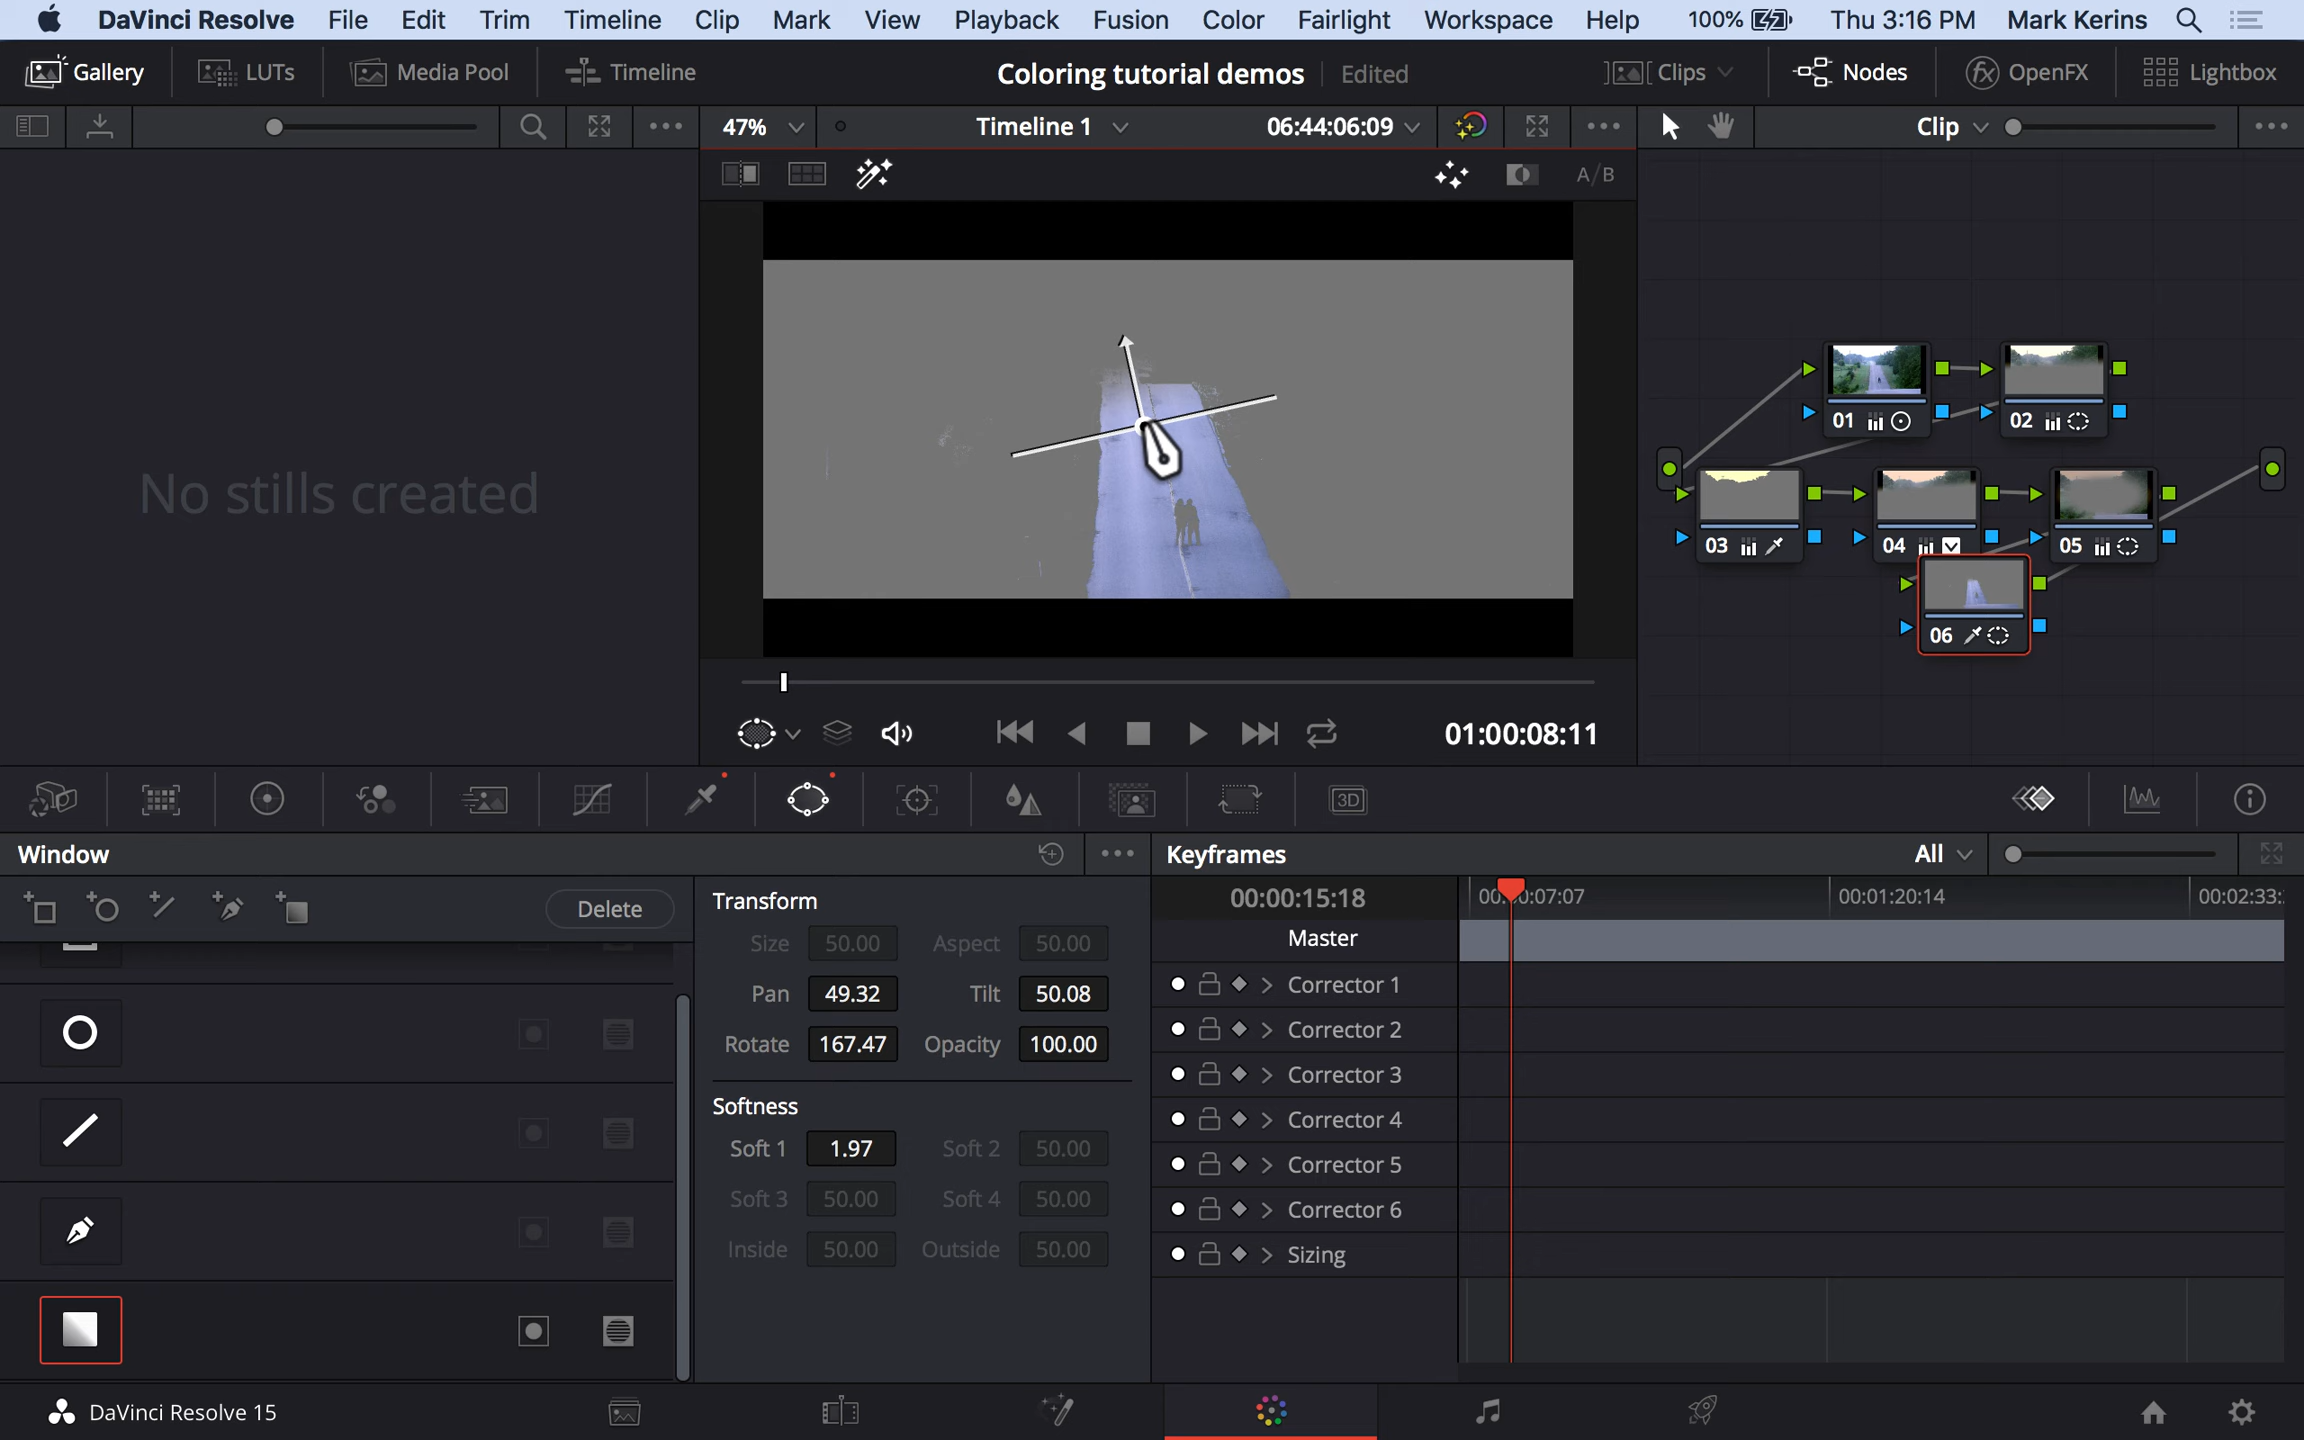 DaVinci Resolve File Edit Trim Timeline Clip Mark View Playback Fusion Color Fairlight Workspace Help 100% Thu 3:16 PM Mark Kerins
Gallery LUTs Media Pool Timeline Coloring tutorial demos Edited Clips Nodes fx OpenFX Lightbox
47% Timeline 1 06:44:06:09 Clip
A/B
No stills created
01 02
03 04 05
06
01:00:08:11
3D
Window Keyframes All
Delete Transform 00:00:15:18 00:01:20:14
Size 50.00 Aspect 50.00 Master
Pan 49.32 Tilt 50.08 Corrector 1
Rotate 167.47 Opacity 100.00 Corrector 2
Softness Corrector 3
Soft 1 1.97 Soft 2 50.00 Corrector 4
Soft 3 50.00 Soft 4 50.00 Corrector 5
Inside 50.00 Outside 50.00 Corrector 6
Sizing
DaVinci Resolve 15